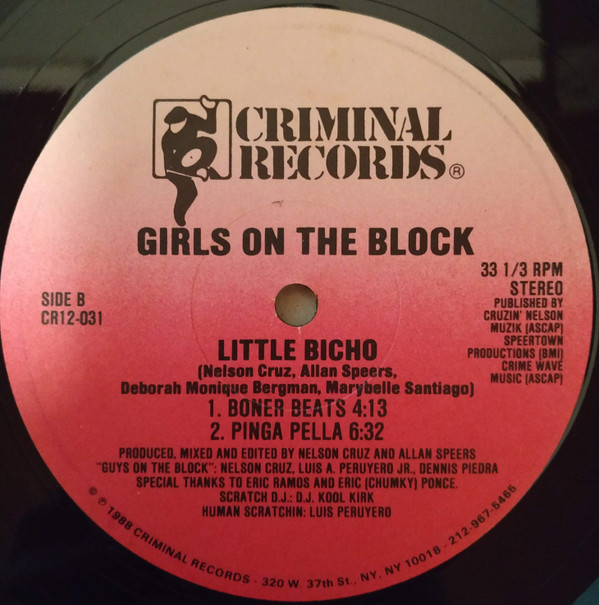 CRIMINAL
RECORDS®
GIRLS ON THE BLOCK
SIDE B
CR12-031
33 1/3 RPM
STEREO
PUBLISHED BY
CRUZIN' NELSON
MUZIK (ASCAP)
SPEERTOWN
PRODUCTIONS (BMI)
CRIME WAVE
MUSIC (ASCAP)
LITTLE BICHO
(Nelson Cruz, Allan Speers,
Deborah Monique Bergman, Marybelle Santiago)
1. BONER BEATS 4:13
2. PINGA PELLA 6:32
PRODUCED, MIXED AND EDITED BY NELSON CRUZ AND ALLAN SPEERS
"GUYS ON THE BLOCK": NELSON CRUZ, LUIS A. PERUYERO JR., DENNIS PIEDRA
SPECIAL THANKS TO ERIC RAMOS AND ERIC (CHUMKY) PONCE.
SCRATCH D.J.: D.J. KOOL KIRK
HUMAN SCRATCHIN: LUIS PERUYERO
© ℗ 1988 CRIMINAL RECORDS - 320 W. 37th St., NY, NY 10018 - 212-967-5465